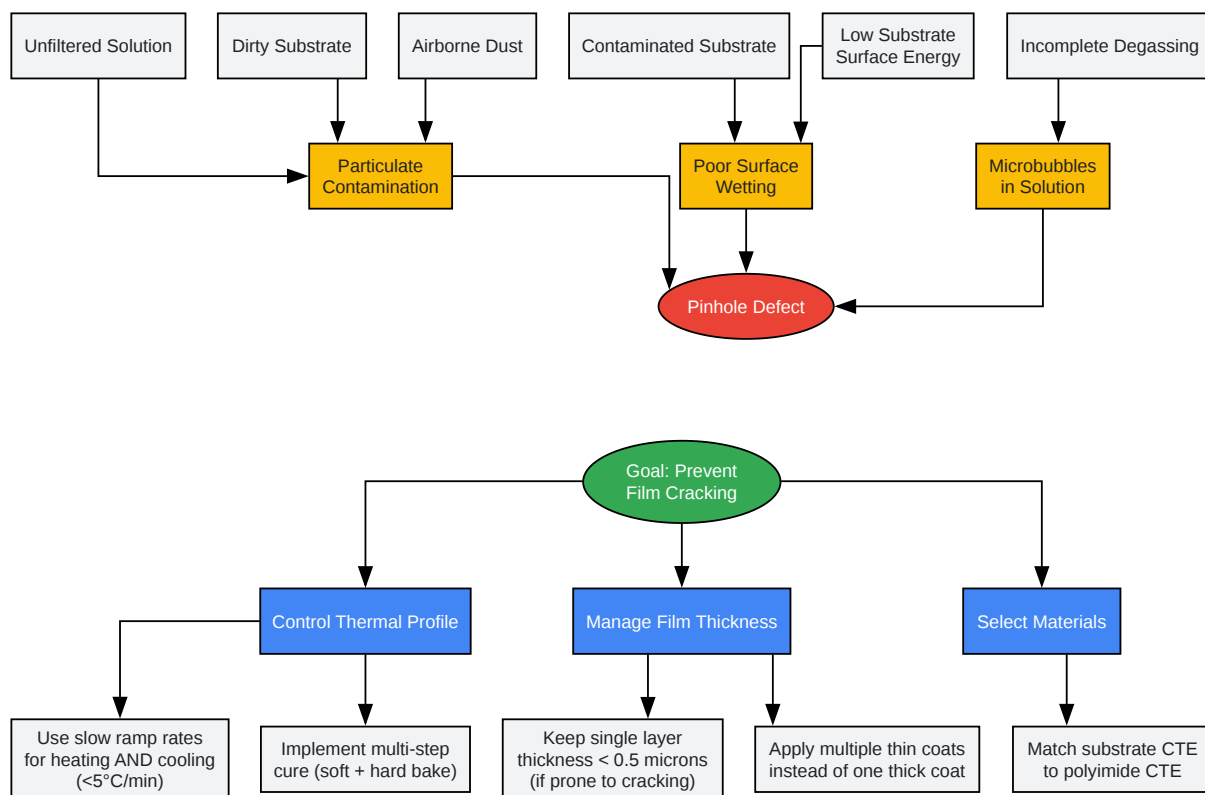 Unfiltered Solution
Dirty Substrate
Airborne Dust
Contaminated Substrate
Low Substrate
Surface Energy
Incomplete Degassing
Particulate
Contamination
Poor Surface
Wetting
Microbubbles
in Solution
Pinhole Defect
Goal: Prevent
Film Cracking
Control Thermal Profile
Manage Film Thickness
Select Materials
Use slow ramp rates
for heating AND cooling
(<5°C/min)
Implement multi-step
cure (soft + hard bake)
Keep single layer
thickness < 0.5 microns
(if prone to cracking)
Apply multiple thin coats
instead of one thick coat
Match substrate CTE
to polyimide CTE